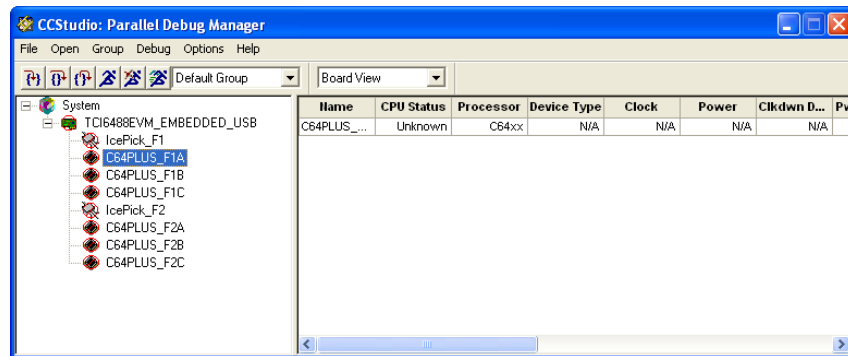 CCStudio: Parallel Debug Manager
File Open Group Debug Options Help
Default Group Board View
System
TCI6488EVM_EMBEDDED_USB
IcePick_F1
C64PLUS_F1A
C64PLUS_F1B
C64PLUS_F1C
IcePick_F2
C64PLUS_F2A
C64PLUS_F2B
C64PLUS_F2C
Name CPU Status Processor Device Type Clock Power Clkdwn D... Pv
C64PLUS_... Unknown C64xx N/A N/A N/A N/A